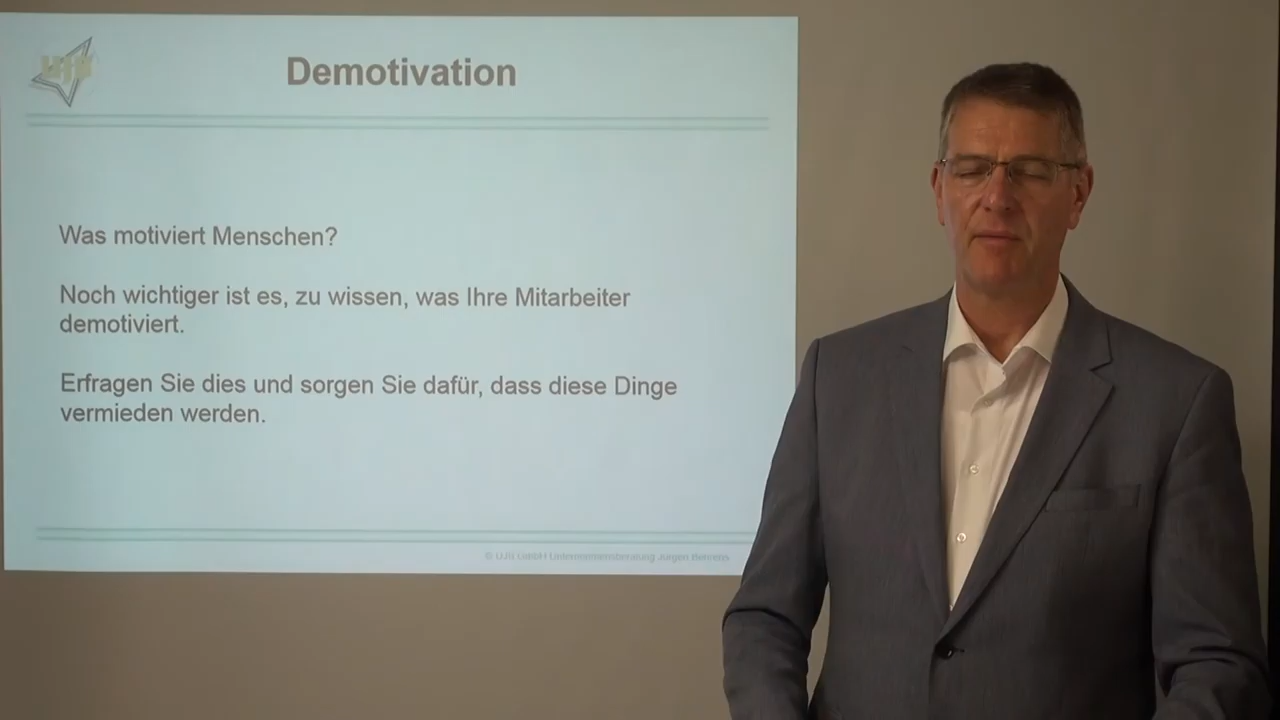 UJB
Demotivation
Was motiviert Menschen?
Noch wichtiger ist es, zu wissen, was Ihre Mitarbeiter
demotiviert.
Erfragen Sie dies und sorgen Sie dafür, dass diese Dinge
vermieden werden.
© UJB GmbH Unternehmensberatung Jürgen Behrens